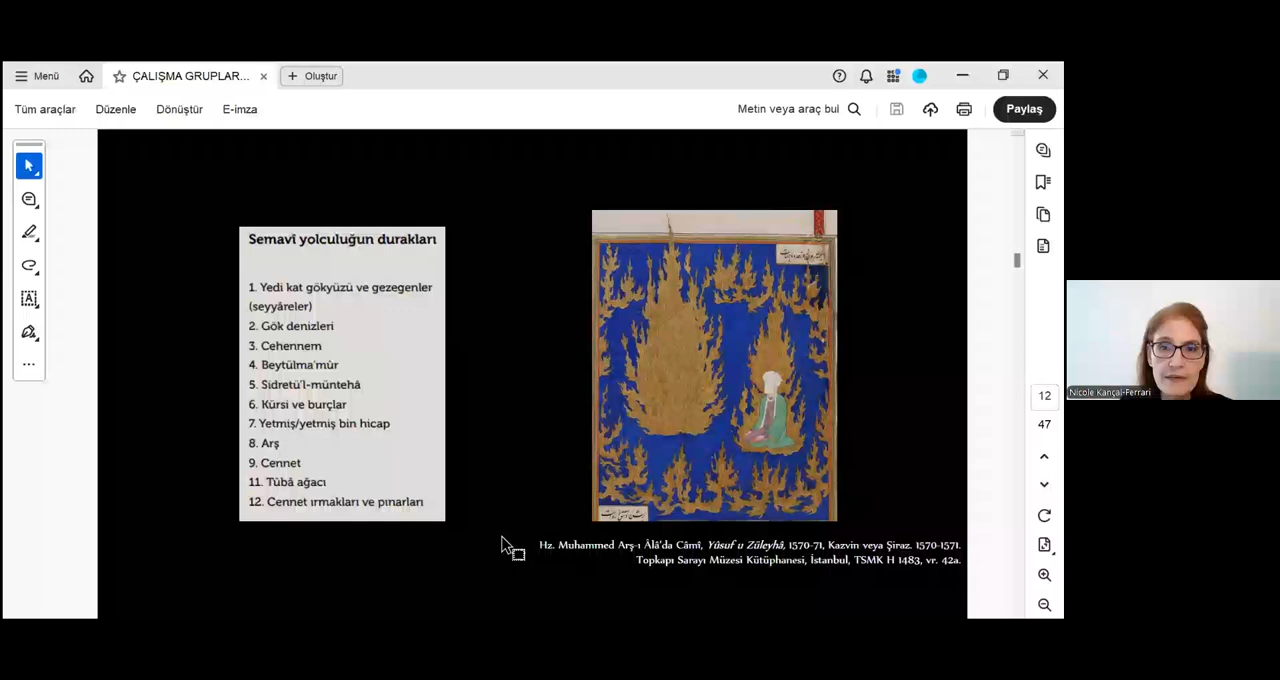 Menü
ÇALIŞMA GRUPLAR...
Oluştur
Tüm araçlar
Düzenle
Dönüştür
E-imza
Metin veya araç bul
Paylaş
Semavî yolculuğun durakları
1. Yedi kat gökyüzü ve gezegenler
(seyyâreler)
2. Gök denizleri
3. Cehennem
4. Beytülma'mûr
5. Sidretü'l-müntehâ
6. Kürsi ve burçlar
7. Yetmiş/yetmiş bin hicap
8. Arş
9. Cennet
11. Tûbâ ağacı
12. Cennet ırmakları ve pınarları
Hz. Muhammed Arş-ı Âlâ'da Câmî, Yûsuf u Züleyhâ, 1570-71, Kazvin veya Şiraz. 1570-1571.
Topkapı Sarayı Müzesi Kütüphanesi, İstanbul, TSMK H 1483, vr. 42a.
12
47
Nicole Kançal-Ferrari